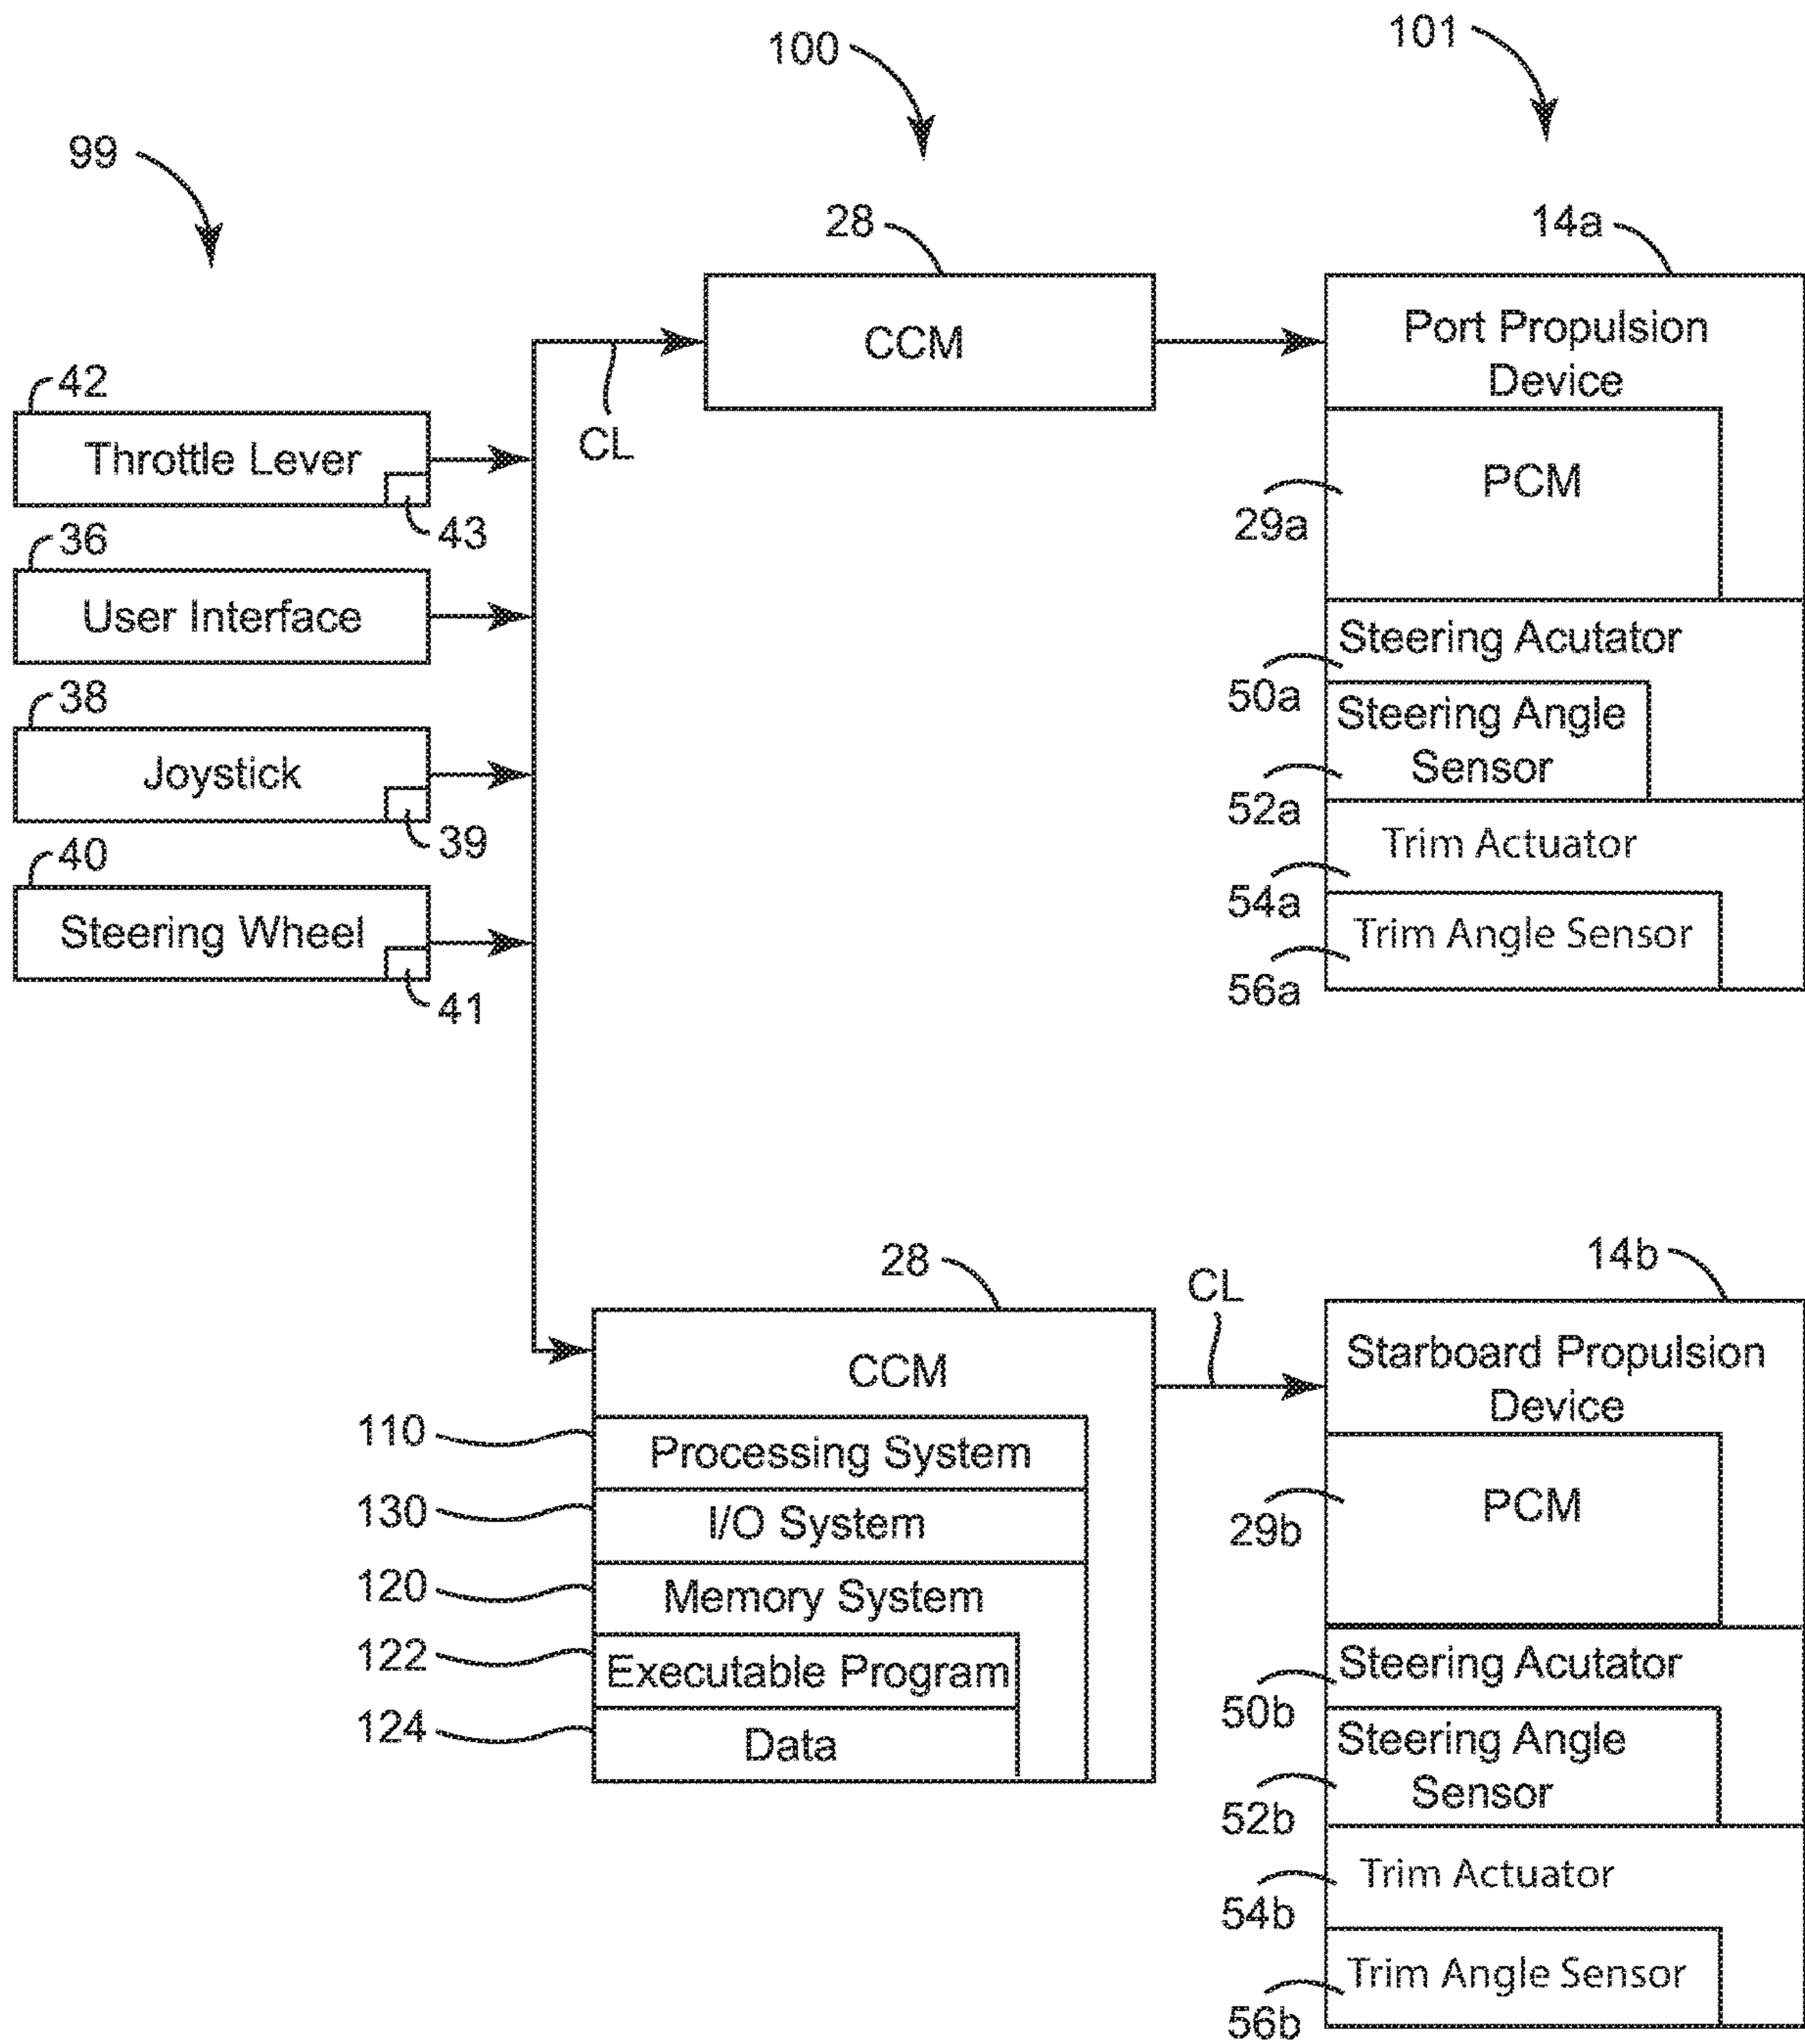 99
100
101
42
Throttle Lever
43
36
User Interface
38
Joystick
39
40
Steering Wheel
41
CL
28
CCM
14a
Port Propulsion
Device
PCM
29a
Steering Acutator
50a
Steering Angle
Sensor
52a
Trim Actuator
54a
Trim Angle Sensor
56a
28
CCM
110
Processing System
130
I/O System
120
Memory System
122
Executable Program
124
Data
CL
14b
Starboard Propulsion
Device
PCM
29b
Steering Acutator
50b
Steering Angle
Sensor
52b
Trim Actuator
54b
Trim Angle Sensor
56b